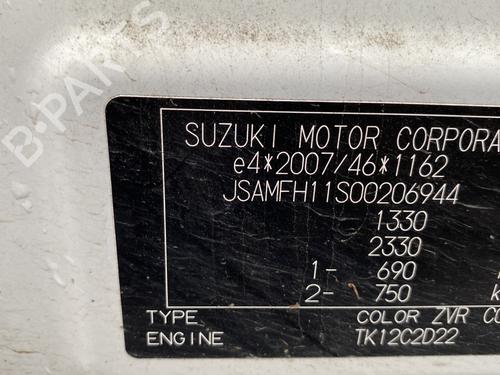 B-PARTS
SUZUKI MOTOR CORPORA
e4*2007/46*1162
JSAMFH11S00206944
1330
2330
1- 690
2- 750 k
TYPE COLOR ZVR CO
ENGINE TK12C2D22